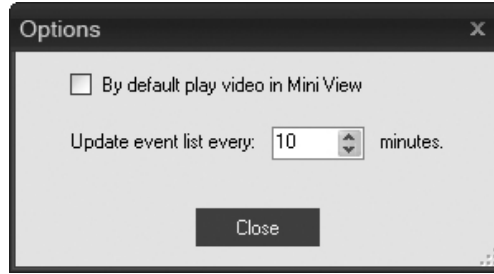 Options x
By default play video in Mini View
Update event list every: 10 minutes.
Close